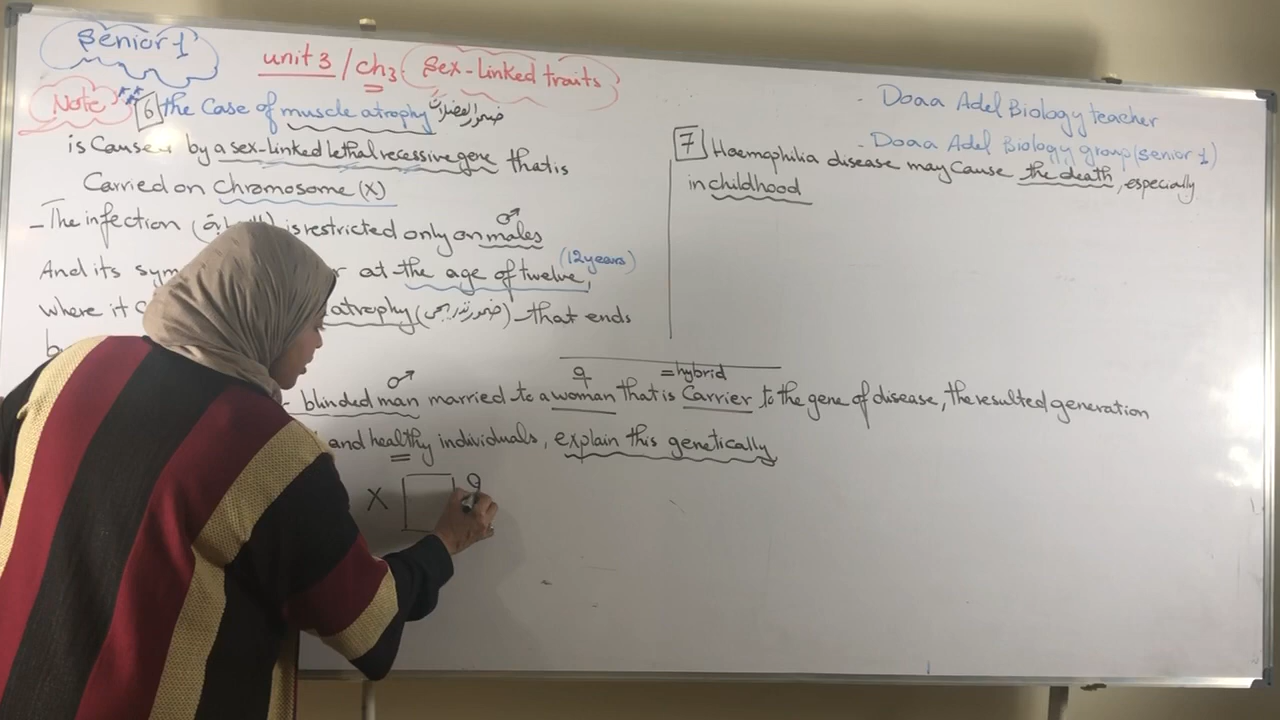 Senior 1
unit 3 / ch3 Sex-Linked traits
Note
6 the Case of muscle atrophy ضمور العضلات
is Cause by a sex-linked lethal recessive gene that is
Carried on Chromosome (X)
- The infection is restricted only on males ♂
And its at the age of twelve, (12 years)
where it atrophy (ضمور تدريجى) that ends
Doaa Adel Biology teacher
- Doaa Adel Biology group (senior 1)
7 Haemophilia disease may cause the death, especially
in childhood
♂ ♀ = hybrid
- blinded man married to a woman that is Carrier to the gene of disease, the resulted generation
and healthy individuals, explain this genetically
X ♀